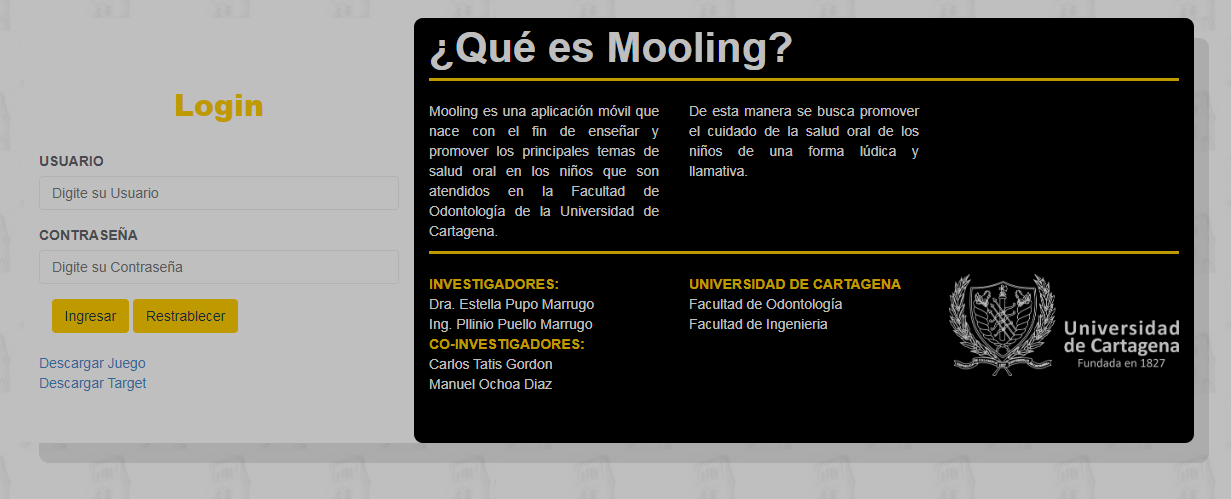 Login
USUARIO
Digite su Usuario
CONTRASEÑA
Digite su Contraseña
Ingresar
Restrablecer
Descargar Juego
Descargar Target
¿Qué es Mooling?
Mooling es una aplicación móvil que
nace con el fin de enseñar y
promover los principales temas de
salud oral en los niños que son
atendidos en la Facultad de
Odontología de la Universidad de
Cartagena.
De esta manera se busca promover
el cuidado de la salud oral de los
niños de una forma lúdica y
llamativa.
INVESTIGADORES:
Dra. Estella Pupo Marrugo
Ing. Pllinio Puello Marrugo
CO-INVESTIGADORES:
Carlos Tatis Gordon
Manuel Ochoa Diaz
UNIVERSIDAD DE CARTAGENA
Facultad de Odontología
Facultad de Ingenieria
Universidad
de Cartagena
Fundada en 1827